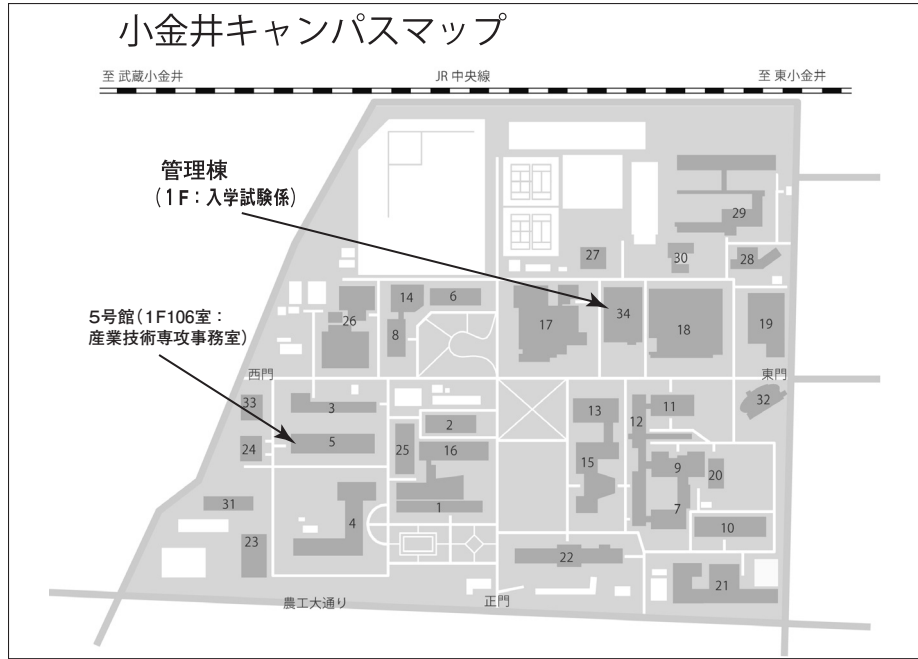 小金井キャンパスマップ
至 武蔵小金井
JR 中央線
至 東小金井
管理棟
(1F：入学試験係)
29
27
30
28
14
6
26
8
17
34
18
19
5号館(1F106室：
産業技術専攻事務室)
西門
東門
33
3
32
13
11
2
12
24
5
25
16
15
9
20
31
1
7
4
10
23
22
21
農工大通り
正門